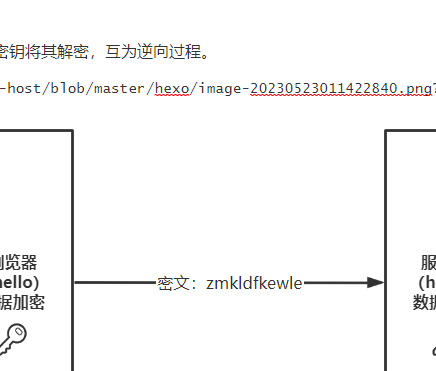 密钥将其解密，互为逆向过程。
-host/blob/master/hexo/image-20230523011422840.png?
浏览器
hello）
据加密
密文：zmkldfkewle
服
（h
数据